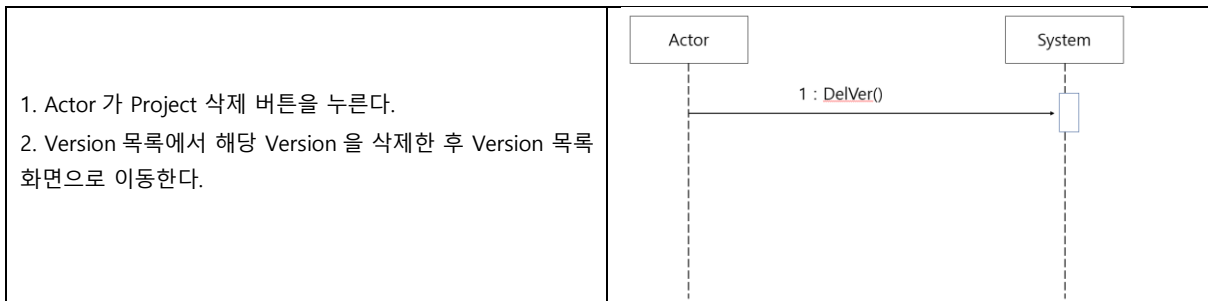 1. Actor 가 Project 삭제 버튼을 누른다.
2. Version 목록에서 해당 Version 을 삭제한 후 Version 목록
화면으로 이동한다.
Actor
System
1 : DelVer()